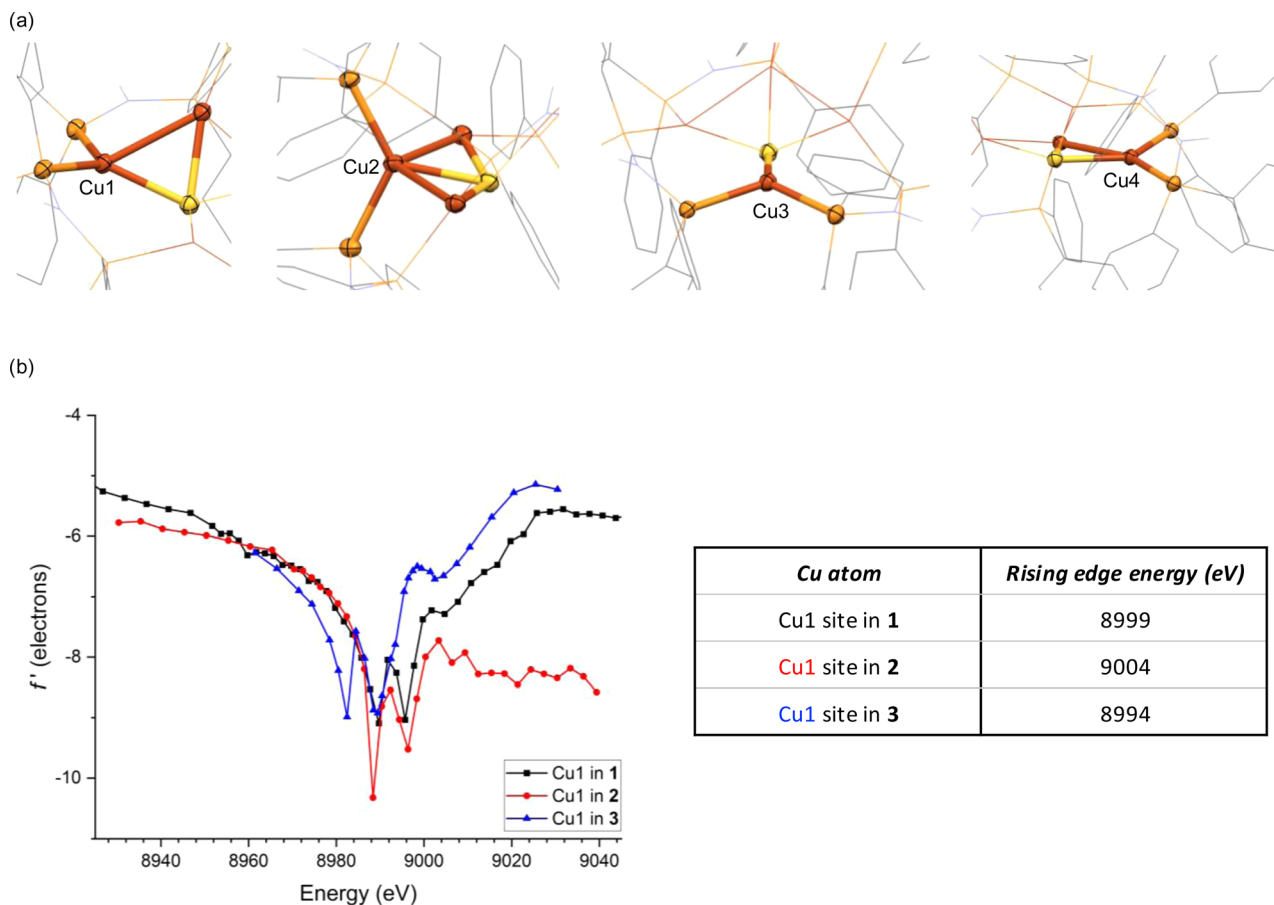 (a)
Cu1
Cu2
Cu3
Cu4
(b)
-4
-6
-8
-10
f ' (electrons)
8940 8960 8980 9000 9020 9040
Energy (eV)
Cu1 in 1
Cu1 in 2
Cu1 in 3
Cu atom Rising edge energy (eV)
Cu1 site in 1 8999
Cu1 site in 2 9004
Cu1 site in 3 8994